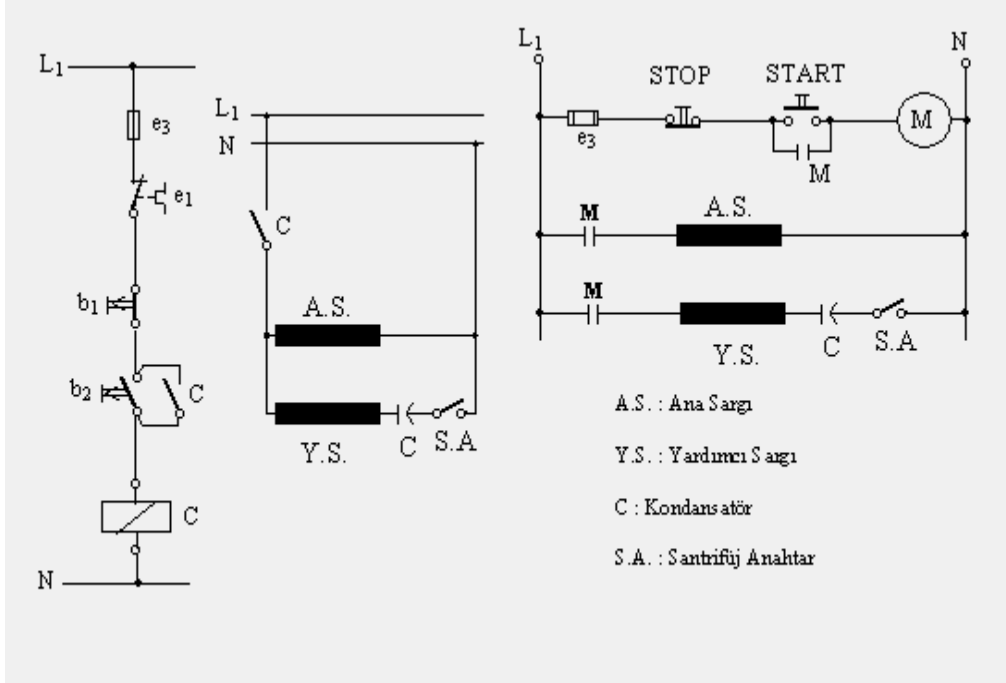 L1
e3
e1
b1
b2
C
C
N
L1
N
C
A.S.
Y.S.
C
S.A
L1
N
STOP
START
e3
M
M
M
A.S.
M
Y.S.
C
S.A
A.S. : Ana Sargı
Y.S. : Yardımcı Sargı
C : Kondansatör
S.A. : Santrifüj Anahtar